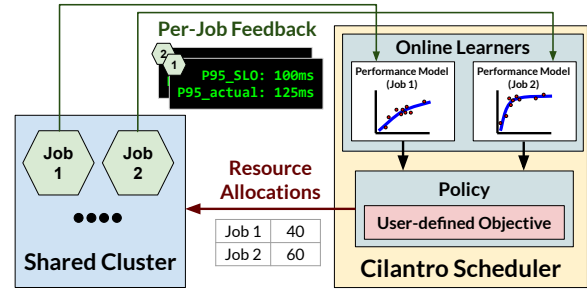 Per-Job Feedback
2
1
P95_SLO: 100ms
P95_actual: 125ms
Online Learners
Performance Model
(Job 1)
Performance Model
(Job 2)
Job
1
Job
2
Shared Cluster
Resource
Allocations
Job 1 40
Job 2 60
Policy
User-defined Objective
Cilantro Scheduler